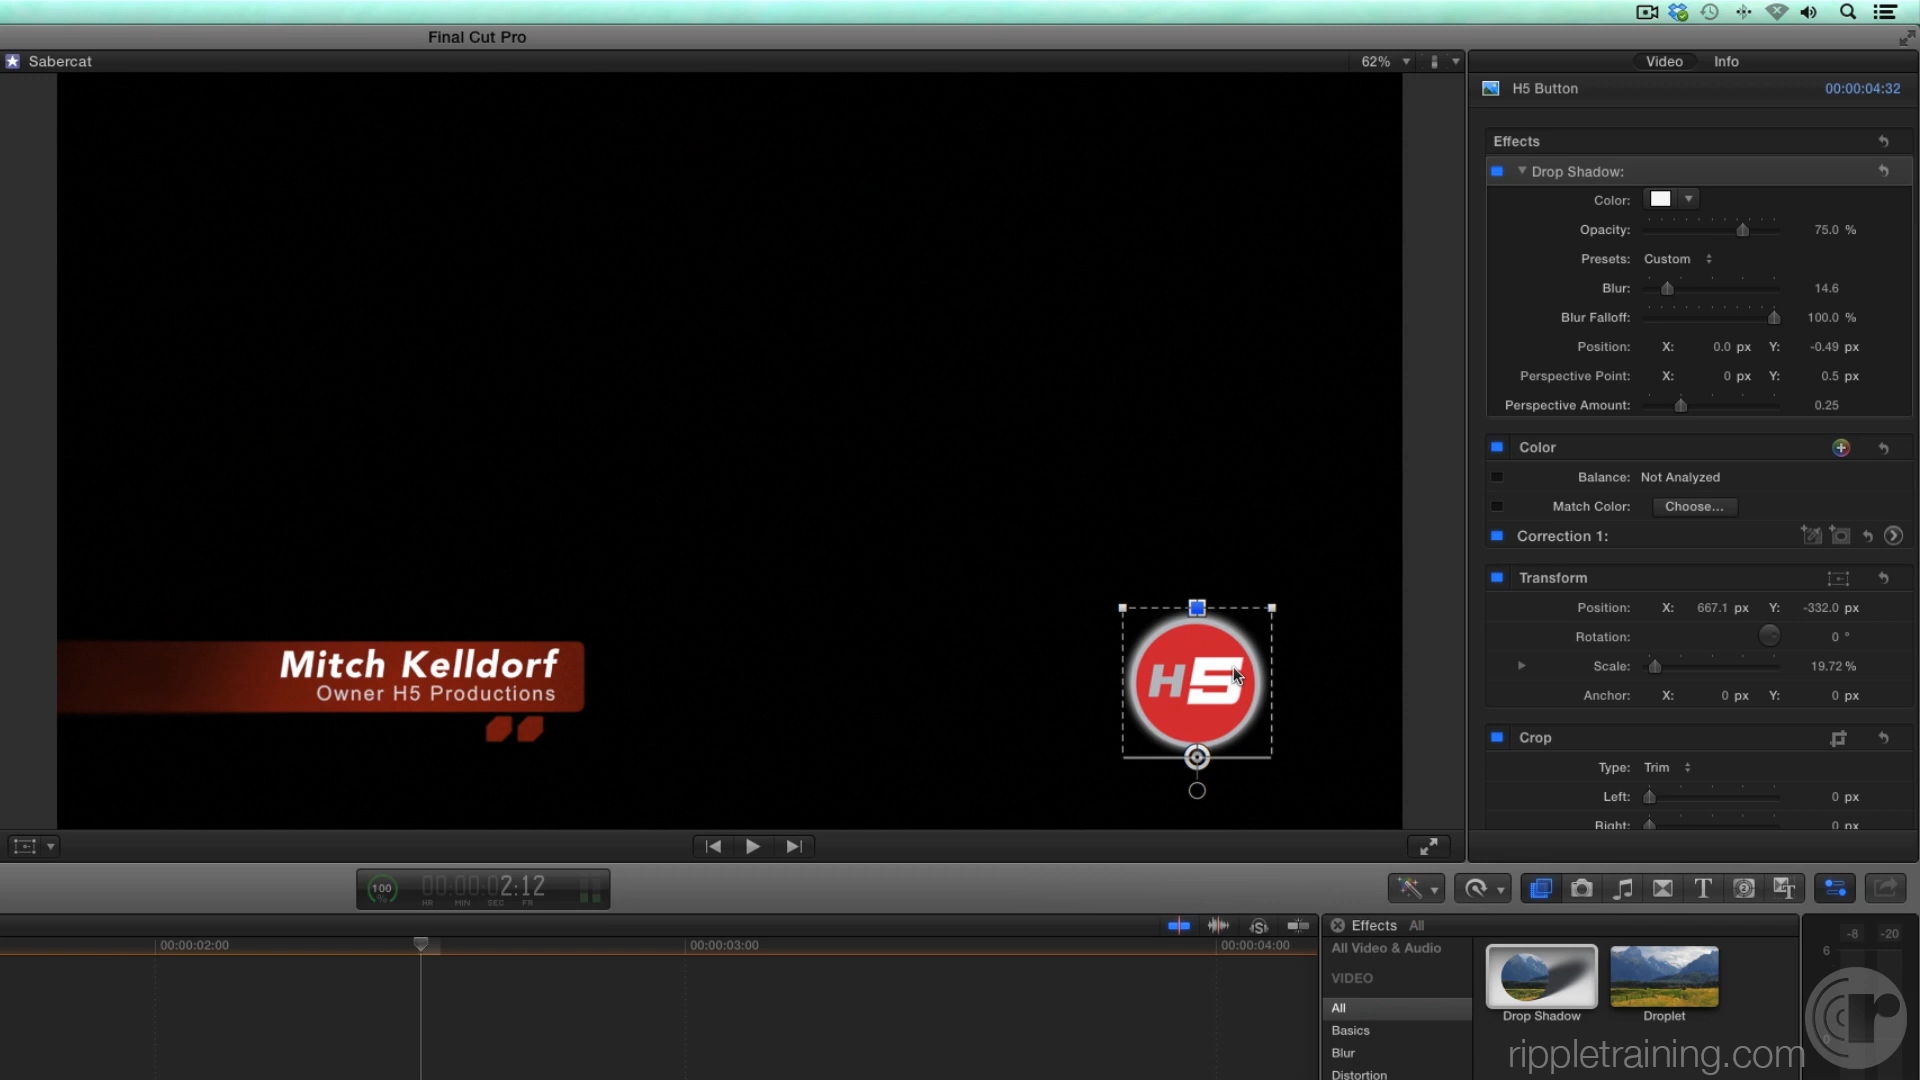 Final Cut Pro
Sabercat
62%
Video
Info
H5 Button
00:00:04:32
Effects
Drop Shadow:
Color:
Opacity:
75.0 %
Presets: Custom
Blur:
14.6
Blur Falloff:
100.0 %
Position: X: 0.0 px Y: -0.49 px
Perspective Point: X: 0 px Y: 0.5 px
Perspective Amount:
0.25
Color
Balance: Not Analyzed
Match Color: Choose...
Correction 1:
Transform
Position: X: 667.1 px Y: -332.0 px
Rotation: 0 °
Scale: 19.72 %
Anchor: X: 0 px Y: 0 px
Crop
Type: Trim
Left: 0 px
Right: 0 px
Mitch Kelldorf
Owner H5 Productions
H5
100
%
00:00:02:12
HR MIN SEC FR
00:00:02:00
00:00:03:00
00:00:04:00
Effects All
All Video & Audio
VIDEO
All
Basics
Blur
Distortion
Drop Shadow
Droplet
-8 -20
6
0
rippletraining.com